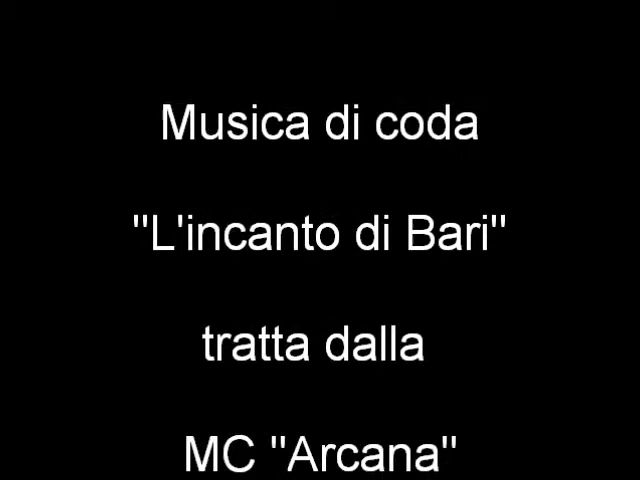 Musica di coda
"L'incanto di Bari"
tratta dalla
MC "Arcana"